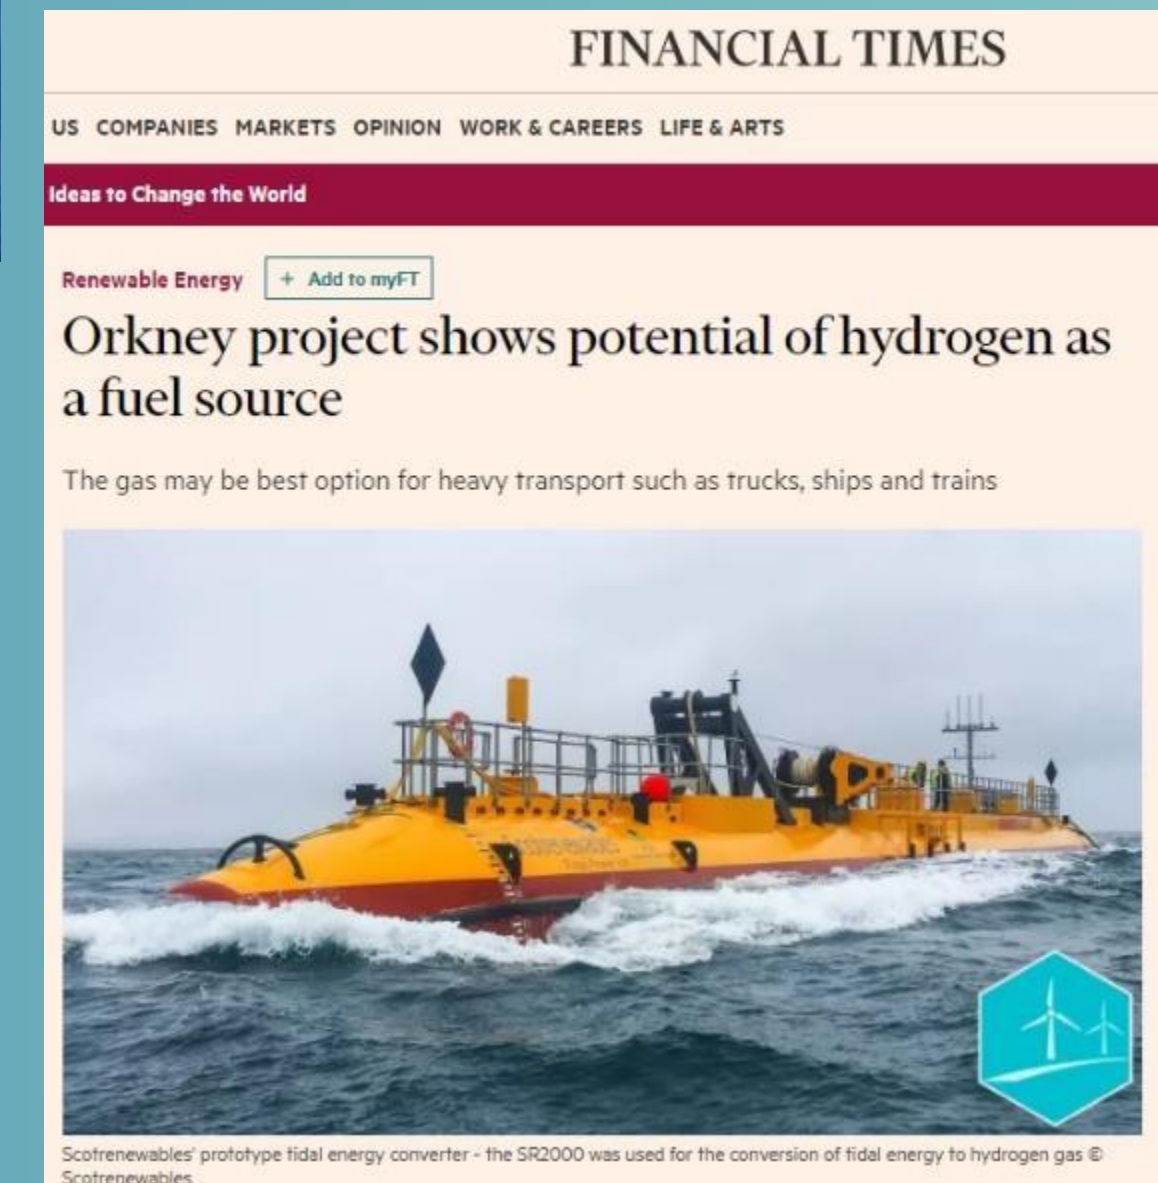 FINANCIAL TIMES
US COMPANIES MARKETS OPINION WORK & CAREERS LIFE & ARTS
Ideas to Change the World
Renewable Energy + Add to myFT
Orkney project shows potential of hydrogen as
a fuel source
The gas may be best option for heavy transport such as trucks, ships and trains
Scotrenewables' prototype tidal energy converter - the SR2000 was used for the conversion of tidal energy to hydrogen gas ©
Scotrenewables